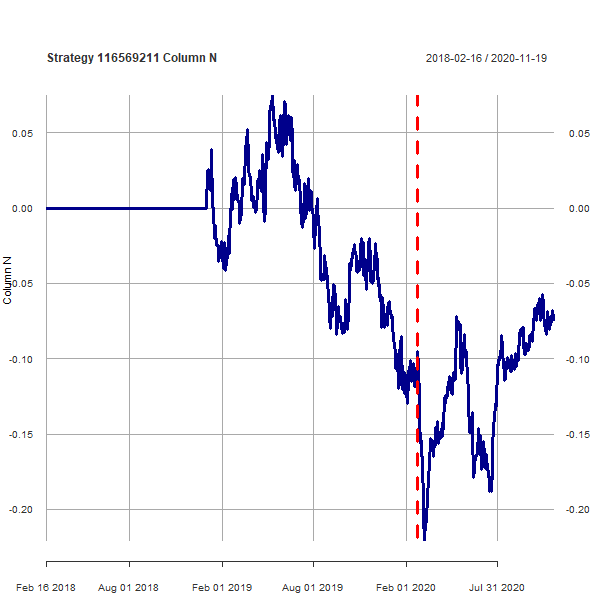 Strategy 116569211 Column N
2018-02-16 / 2020-11-19
0.05 0.05
0.00 0.00
-0.05 -0.05
Column N
-0.10 -0.10
-0.15 -0.15
-0.20 -0.20
Feb 16 2018 Aug 01 2018 Feb 01 2019 Aug 01 2019 Feb 01 2020 Jul 31 2020